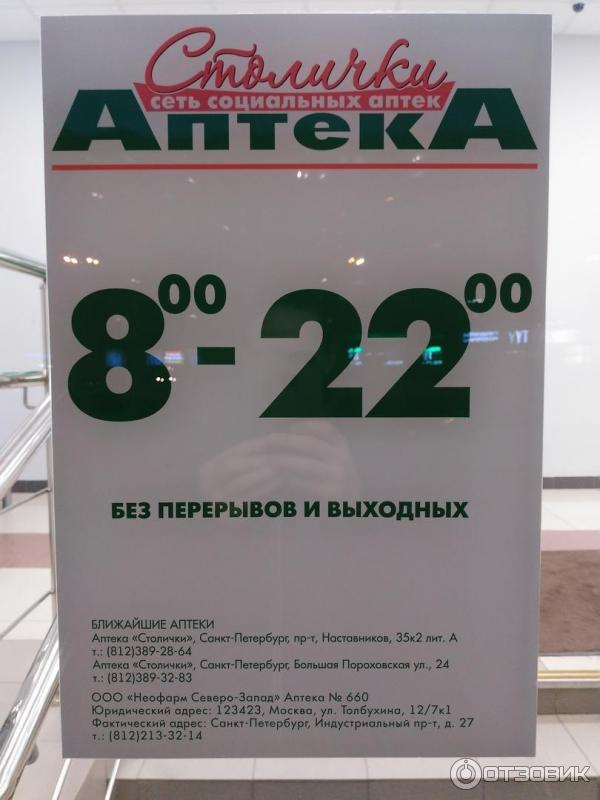 Столички
сеть социальных аптек
АптекА
8⁰⁰ - 22⁰⁰
БЕЗ ПЕРЕРЫВОВ И ВЫХОДНЫХ
БЛИЖАЙШИЕ АПТЕКИ
Аптека «Столички», Санкт-Петербург, пр-т, Наставников, 35к2 лит. А
т.: (812)389-28-64
Аптека «Столички», Санкт-Петербург, Большая Пороховская ул., 24
т.: (812)389-32-83
ООО «Неофарм Северо-Запад» Аптека № 660
Юридический адрес: 123423, Москва, ул. Толбухина, 12/7к1
Фактический адрес: Санкт-Петербург, Индустриальный пр-т, д. 27
т.: (812)213-32-14
ОТЗОВИК